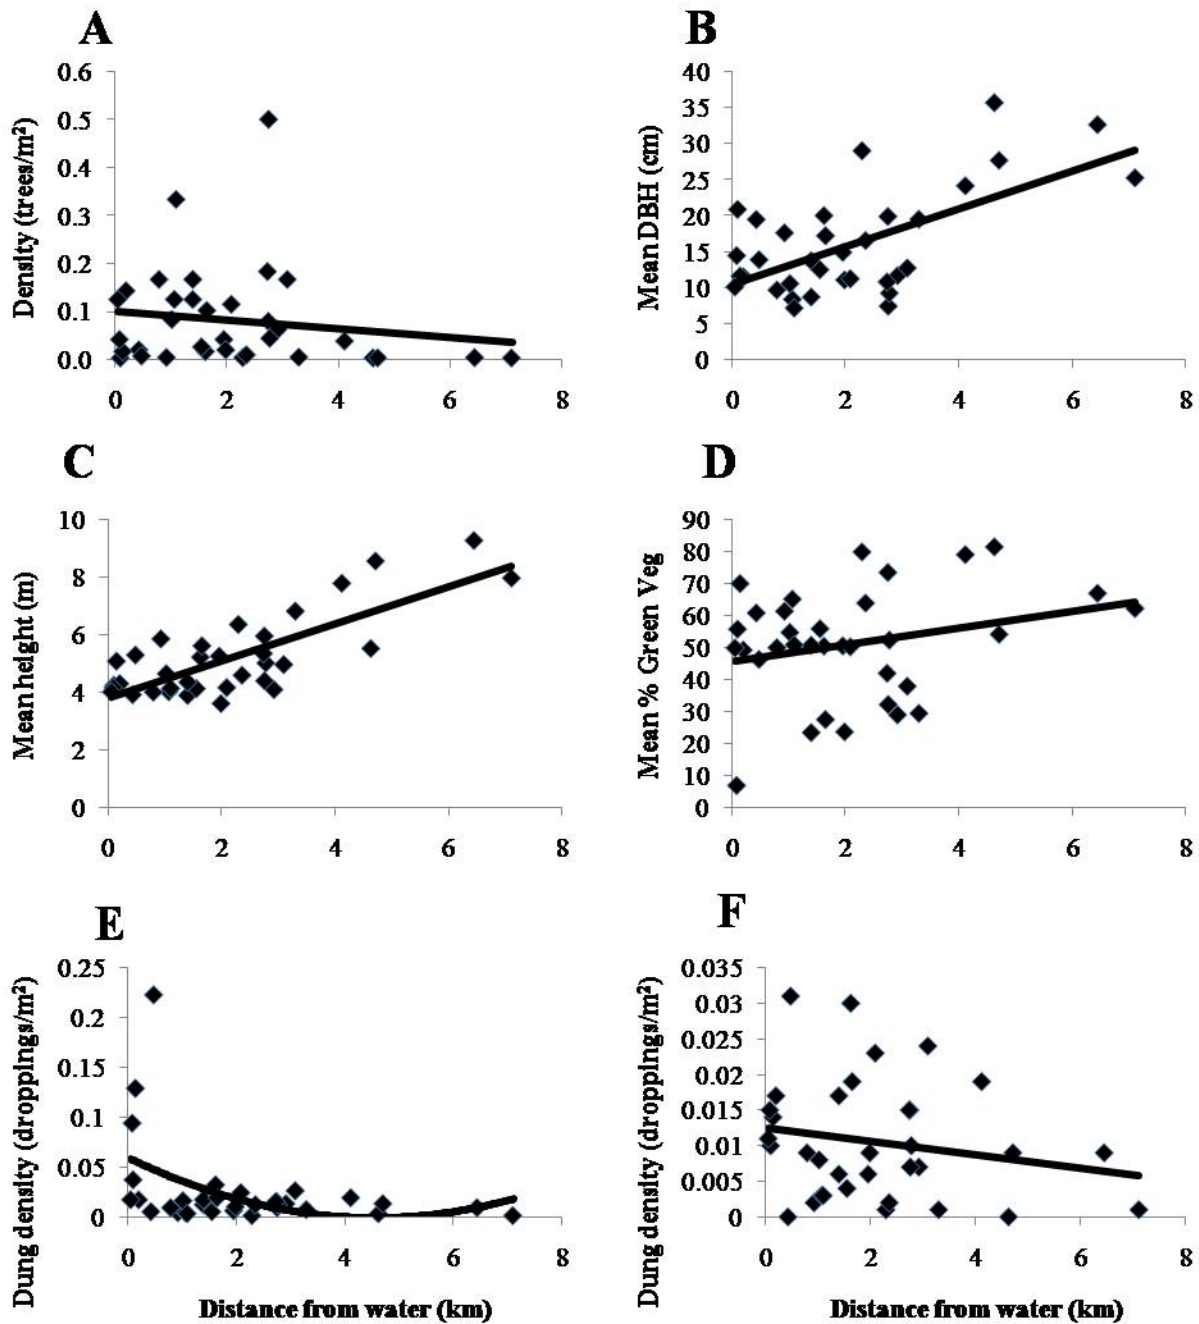 A
Density (trees/m²)
0.6
0.5
0.4
0.3
0.2
0.1
0.0
0 2 4 6 8
B
Mean DBH (cm)
40
35
30
25
20
15
10
5
0
0 2 4 6 8
C
Mean height (m)
10
8
6
4
2
0
0 2 4 6 8
D
Mean % Green Veg
90
80
70
60
50
40
30
20
10
0
0 2 4 6 8
E
Dung density (droppings/m²)
0.25
0.2
0.15
0.1
0.05
0
0 2 4 6 8
Distance from water (km)
F
Dung density (droppings/m²)
0.035
0.03
0.025
0.02
0.015
0.01
0.005
0
0 2 4 6 8
Distance from water (km)